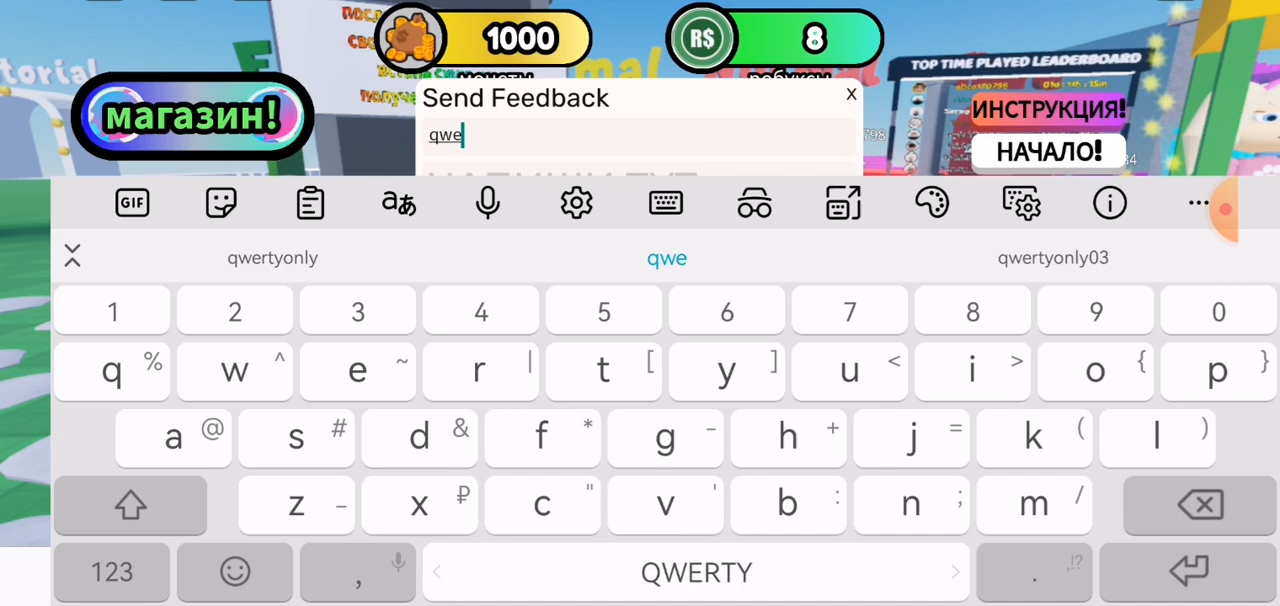 1000
R$ 8
монеты
робуксы
torial
магазин!
Send Feedback
X
qwe
TOP TIME PLAYED LEADERBOARD
ИНСТРУКЦИЯ!
НАЧАЛО!
GIF
qwertyonly qwe qwertyonly03
1 2 3 4 5 6 7 8 9 0
q % w ^ e ~ r | t [ y ] u < i > o { p }
a @ s # d & f * g - h + j = k ( l )
z _ x ₽ c " v ' b : n ; m /
123 , QWERTY . ,!?